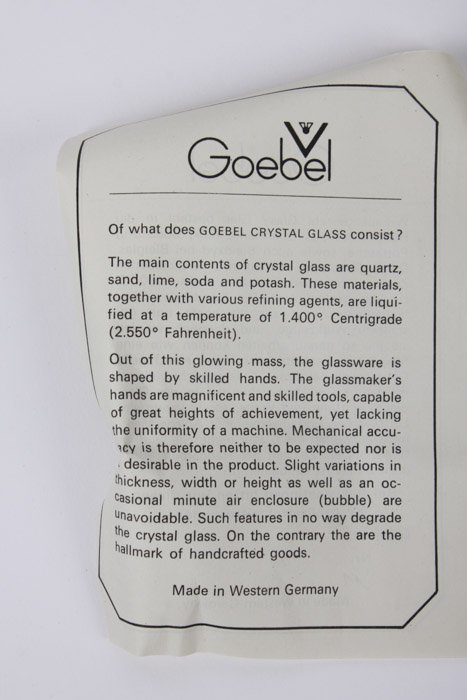 Goebel
Of what does GOEBEL CRYSTAL GLASS consist?
The main contents of crystal glass are quartz,
sand, lime, soda and potash. These materials,
together with various refining agents, are liqui-
fied at a temperature of 1.400° Centrigrade
(2.550° Fahrenheit).
Out of this glowing mass, the glassware is
shaped by skilled hands. The glassmaker's
hands are magnificent and skilled tools, capable
of great heights of achievement, yet lacking
the uniformity of a machine. Mechanical accu-
acy is therefore neither to be expected nor is
desirable in the product. Slight variations in
thickness, width or height as well as an oc-
casional minute air enclosure (bubble) are
unavoidable. Such features in no way degrade
the crystal glass. On the contrary the are the
hallmark of handcrafted goods.
Made in Western Germany